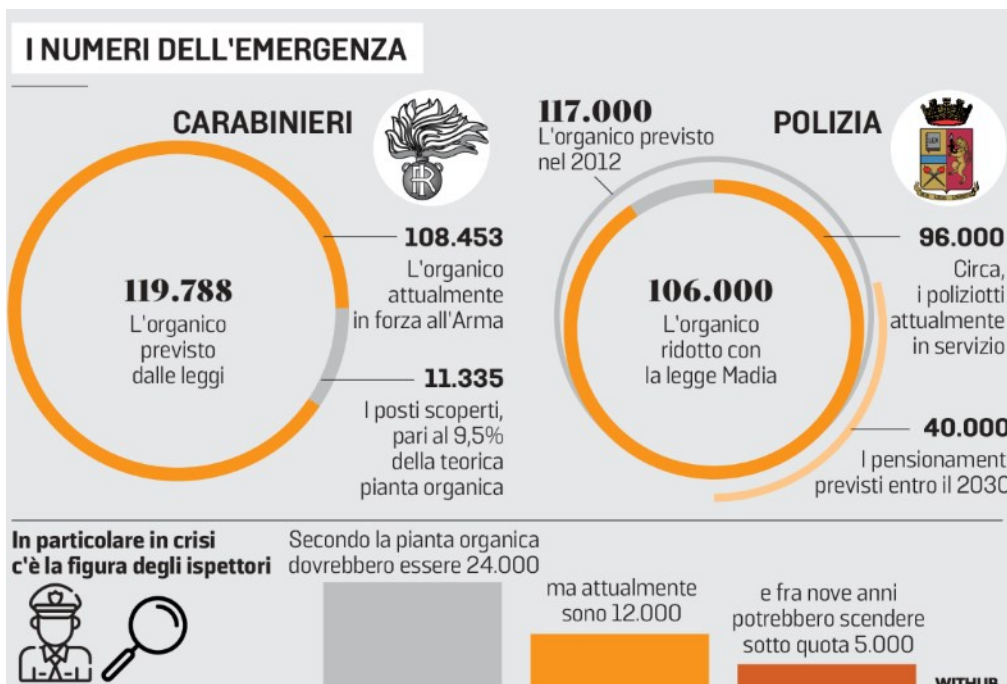 I NUMERI DELL'EMERGENZA
CARABINIERI
119.788
L'organico
previsto
dalle leggi
108.453
L'organico
attualmente
in forza all'Arma
11.335
I posti scoperti,
pari al 9,5%
della teorica
pianta organica
POLIZIA
117.000
L'organico previsto
nel 2012
106.000
L'organico
ridotto con
la legge Madia
96.000
Circa,
i poliziotti
attualmente
in servizio
40.000
I pensionament
previsti entro il 2030
In particolare in crisi
c'è la figura degli ispettori
Secondo la pianta organica
dovrebbero essere 24.000
ma attualmente
sono 12.000
e fra nove anni
potrebbero scendere
sotto quota 5.000
WITHUB